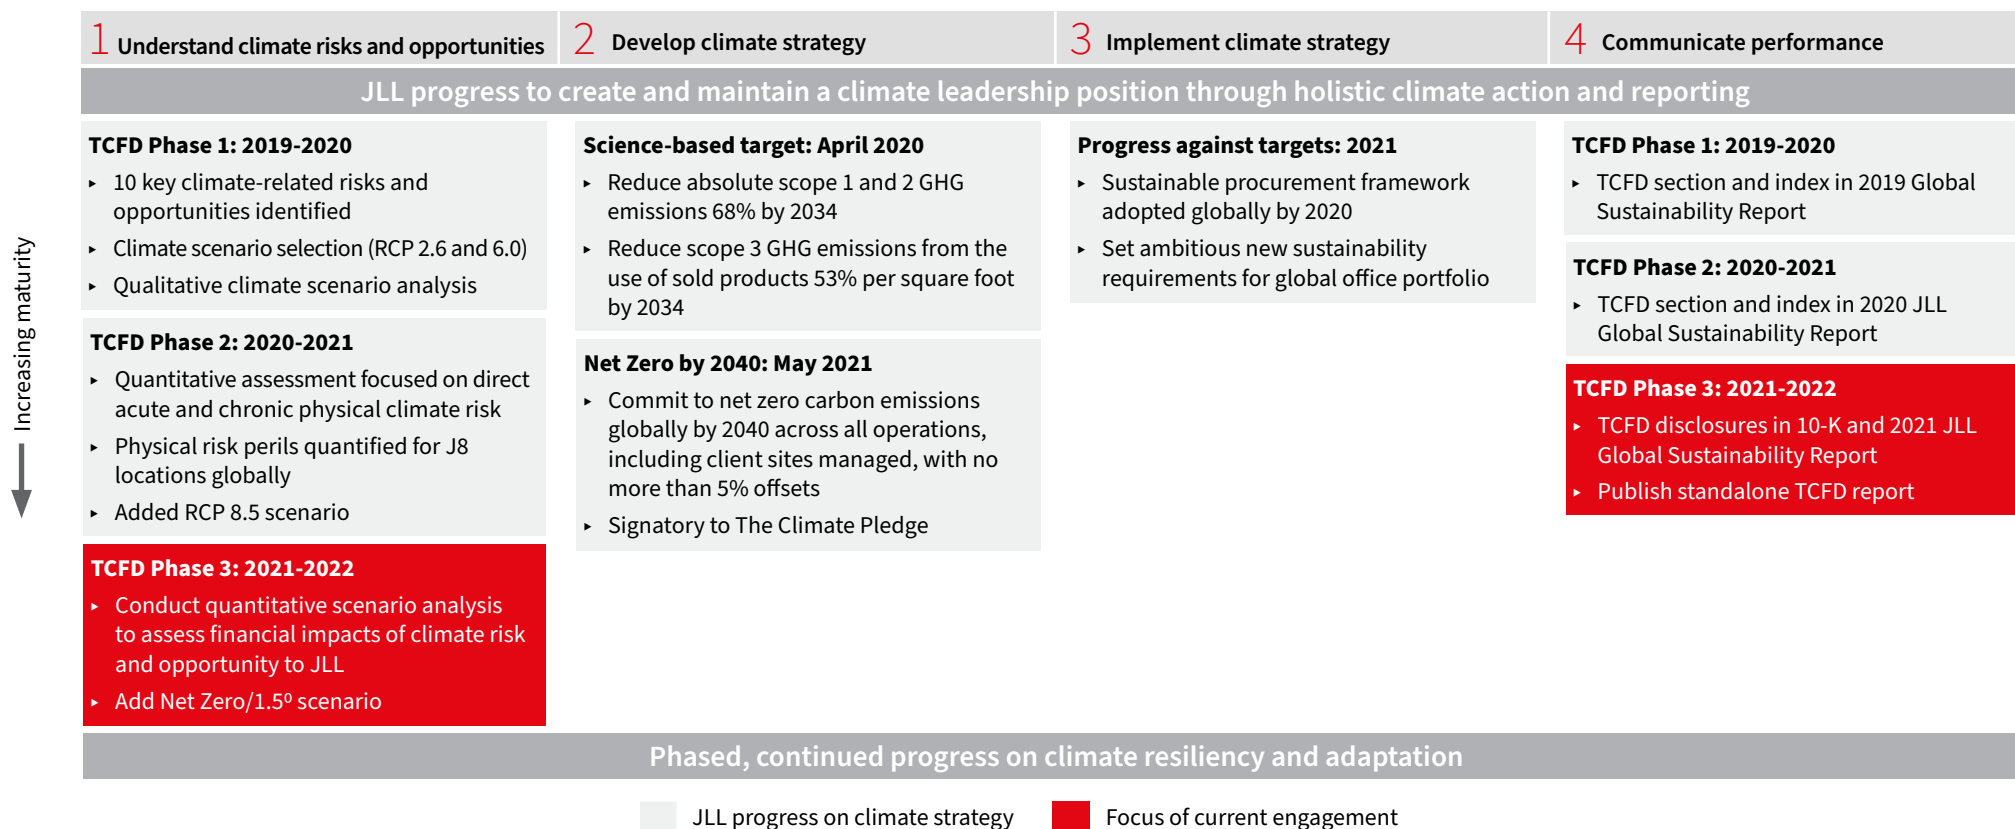 1 Understand climate risks and opportunities
2 Develop climate strategy
3 Implement climate strategy
4 Communicate performance
JLL progress to create and maintain a climate leadership position through holistic climate action and reporting
Increasing maturity
TCFD Phase 1: 2019-2020
▸ 10 key climate-related risks and
opportunities identified
▸ Climate scenario selection (RCP 2.6 and 6.0)
▸ Qualitative climate scenario analysis
TCFD Phase 2: 2020-2021
▸ Quantitative assessment focused on direct
acute and chronic physical climate risk
▸ Physical risk perils quantified for J8
locations globally
▸ Added RCP 8.5 scenario
TCFD Phase 3: 2021-2022
▸ Conduct quantitative scenario analysis
to assess financial impacts of climate risk
and opportunity to JLL
▸ Add Net Zero/1.5º scenario
Science-based target: April 2020
▸ Reduce absolute scope 1 and 2 GHG
emissions 68% by 2034
▸ Reduce scope 3 GHG emissions from the
use of sold products 53% per square foot
by 2034
Net Zero by 2040: May 2021
▸ Commit to net zero carbon emissions
globally by 2040 across all operations,
including client sites managed, with no
more than 5% offsets
▸ Signatory to The Climate Pledge
Progress against targets: 2021
▸ Sustainable procurement framework
adopted globally by 2020
▸ Set ambitious new sustainability
requirements for global office portfolio
TCFD Phase 1: 2019-2020
▸ TCFD section and index in 2019 Global
Sustainability Report
TCFD Phase 2: 2020-2021
▸ TCFD section and index in 2020 JLL
Global Sustainability Report
TCFD Phase 3: 2021-2022
▸ TCFD disclosures in 10-K and 2021 JLL
Global Sustainability Report
▸ Publish standalone TCFD report
Phased, continued progress on climate resiliency and adaptation
JLL progress on climate strategy
Focus of current engagement